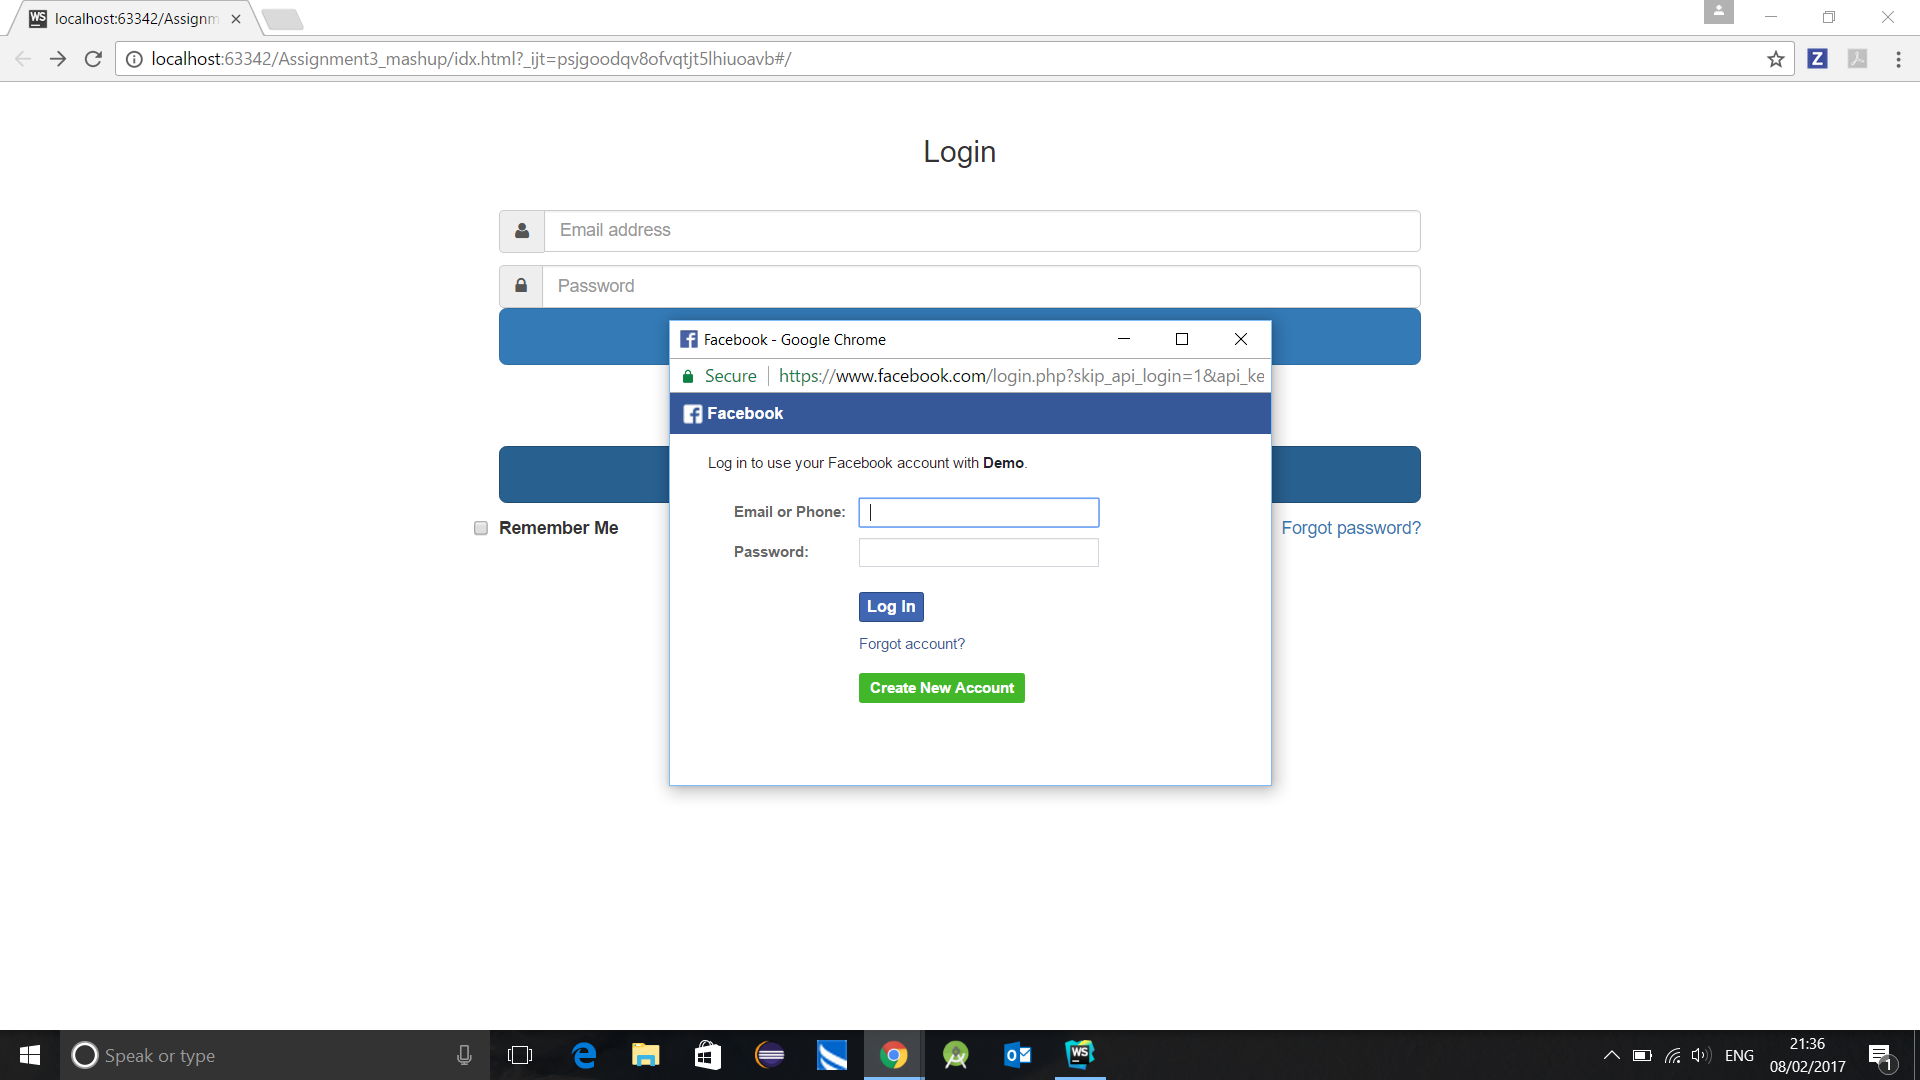 WS localhost:63342/Assignm
localhost:63342/Assignment3_mashup/idx.html?_ijt=psjgoodqv8ofvqtjt5lhiuoavb#/
Z
Login
Email address
Password
Facebook - Google Chrome
Secure https://www.facebook.com/login.php?skip_api_login=1&api_ke
Facebook
Log in to use your Facebook account with Demo.
Email or Phone:
Remember Me
Forgot password?
Password:
Log In
Forgot account?
Create New Account
Speak or type
WS
ENG
21:36
08/02/2017
1